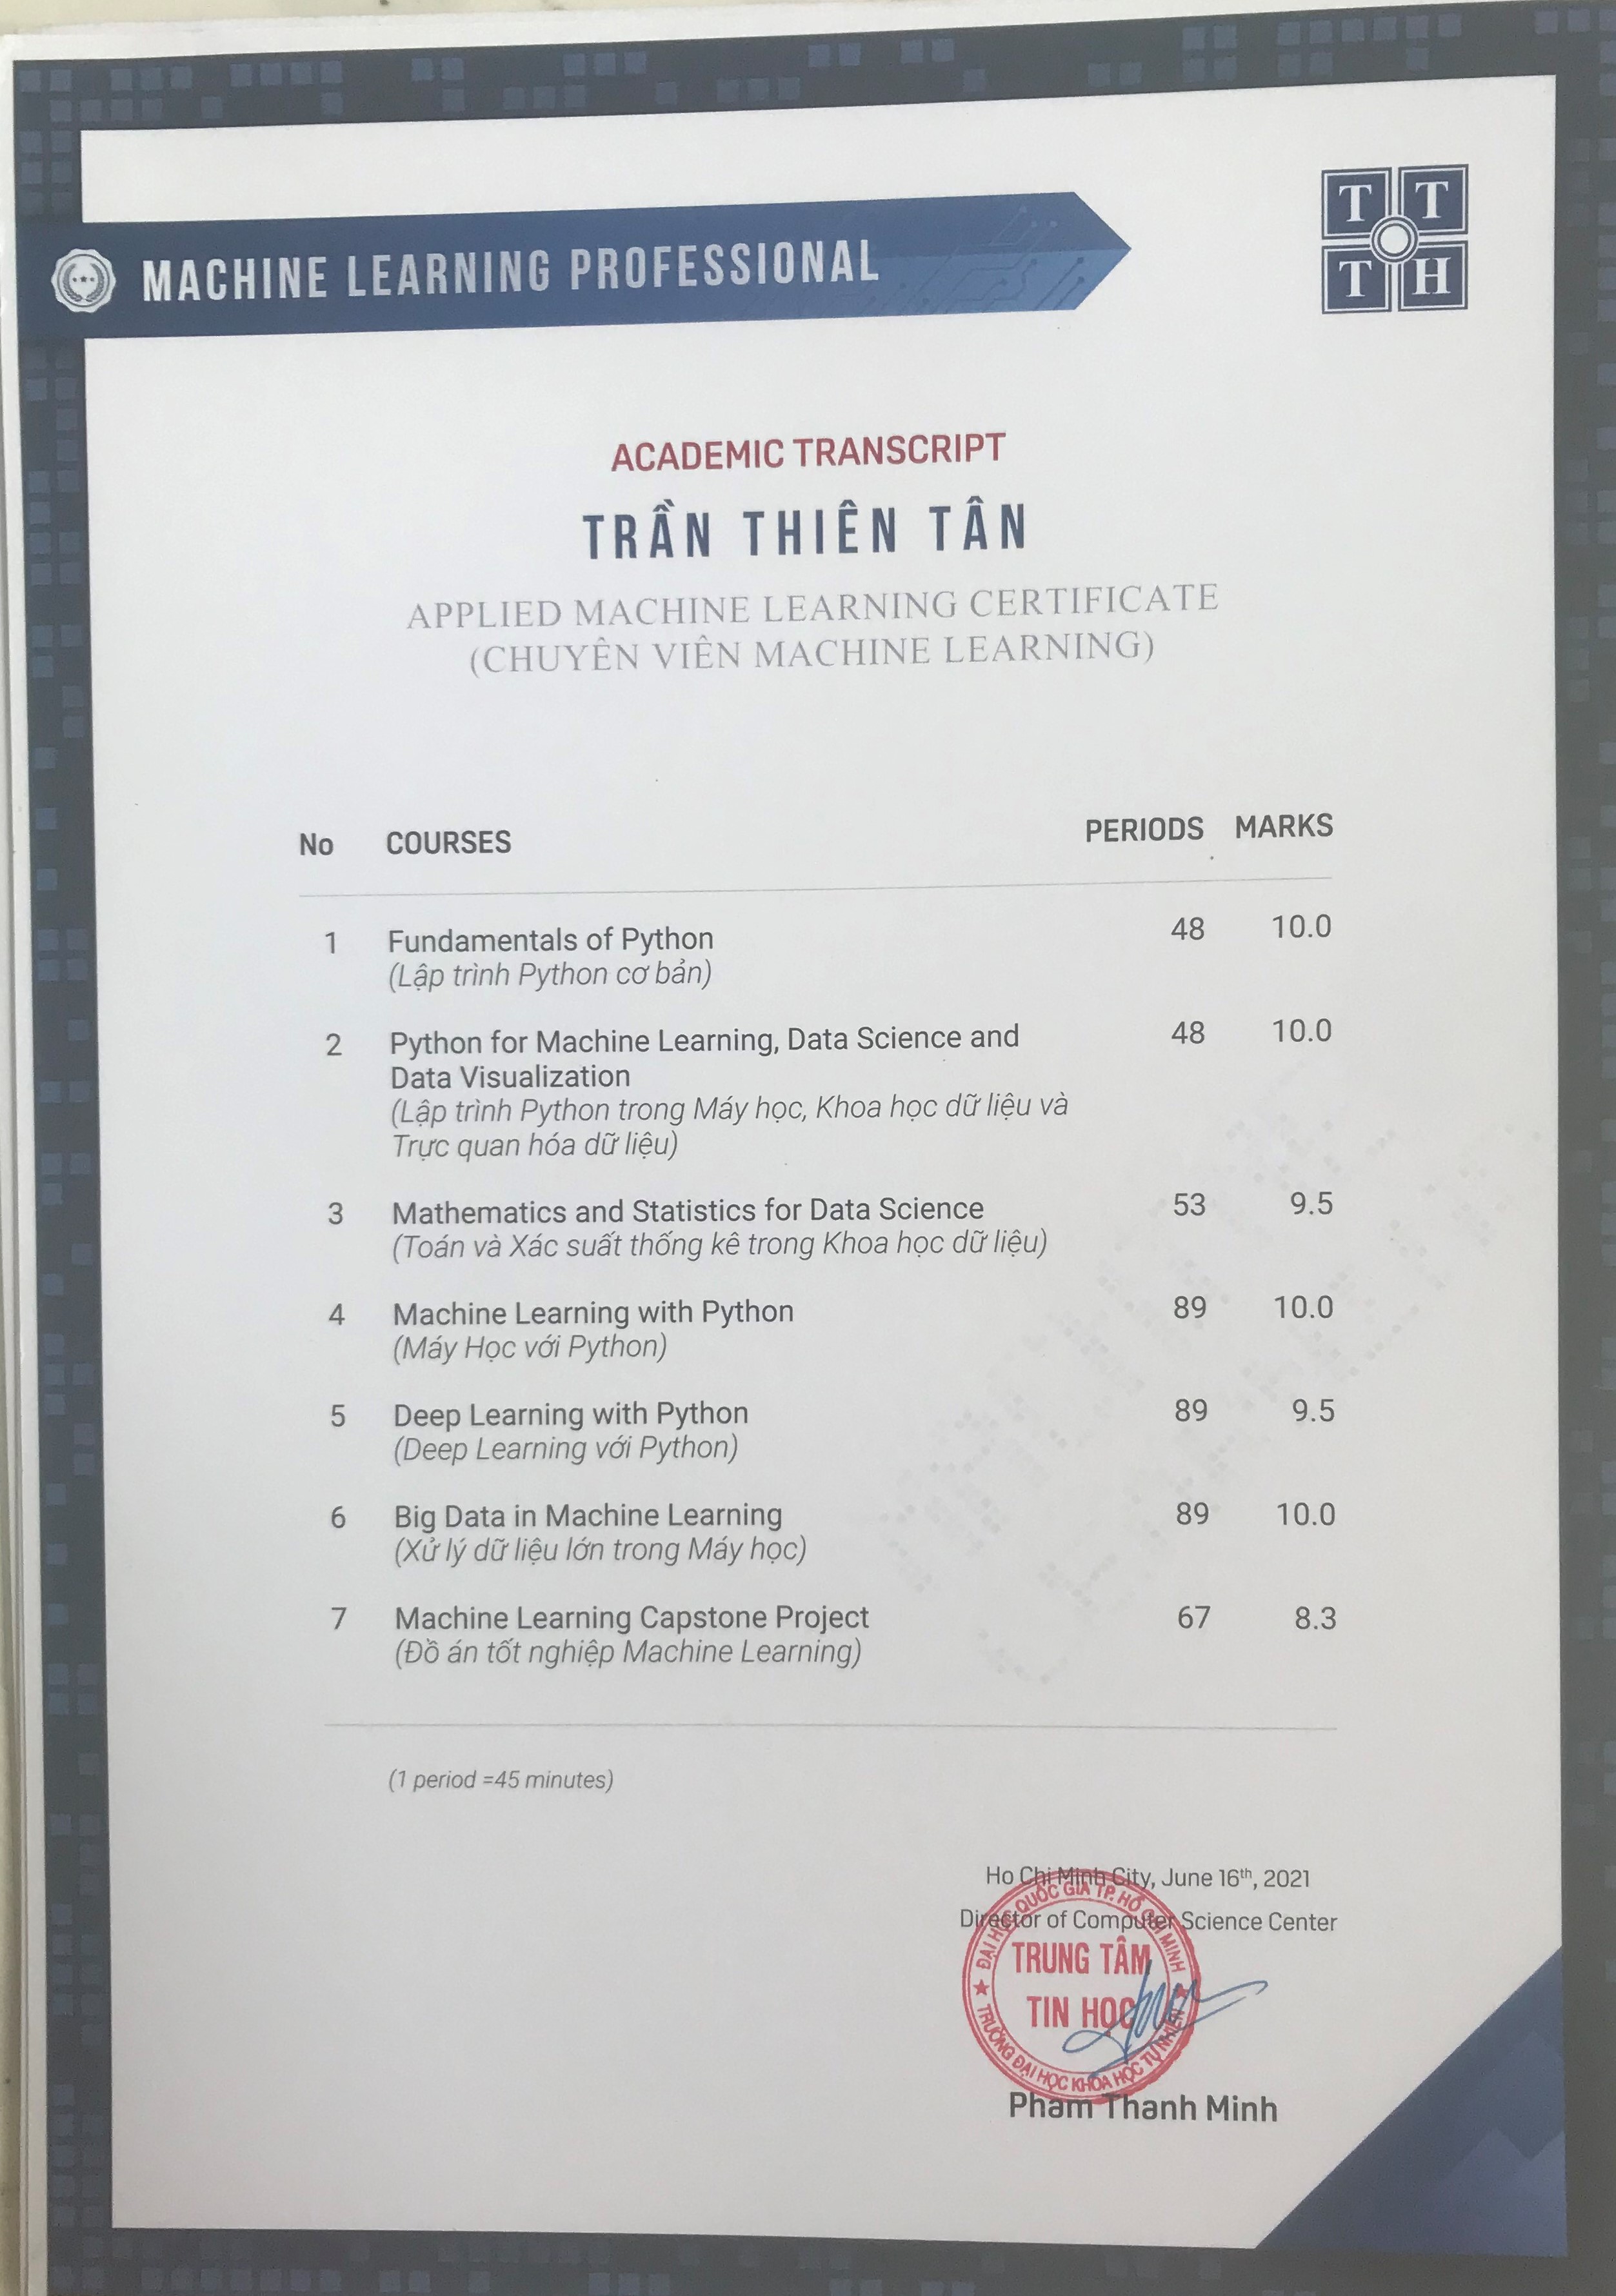 MACHINE LEARNING PROFESSIONAL
T T
T H
ACADEMIC TRANSCRIPT
TRẦN THIÊN TÂN
APPLIED MACHINE LEARNING CERTIFICATE
(CHUYÊN VIÊN MACHINE LEARNING)
No COURSES PERIODS MARKS
1 Fundamentals of Python 48 10.0
(Lập trình Python cơ bản)
2 Python for Machine Learning, Data Science and 48 10.0
Data Visualization
(Lập trình Python trong Máy học, Khoa học dữ liệu và
Trực quan hóa dữ liệu)
3 Mathematics and Statistics for Data Science 53 9.5
(Toán và Xác suất thống kê trong Khoa học dữ liệu)
4 Machine Learning with Python 89 10.0
(Máy Học với Python)
5 Deep Learning with Python 89 9.5
(Deep Learning với Python)
6 Big Data in Machine Learning 89 10.0
(Xử lý dữ liệu lớn trong Máy học)
7 Machine Learning Capstone Project 67 8.3
(Đồ án tốt nghiệp Machine Learning)
(1 period =45 minutes)
Ho Chi Minh City, June 16th, 2021
Director of Computer Science Center
ĐẠI HỌC QUỐC GIA TP. HỒ CHÍ MINH
TRUNG TÂM
TIN HỌC
TRƯỜNG ĐẠI HỌC KHOA HỌC TỰ NHIÊN
Pham Thanh Minh